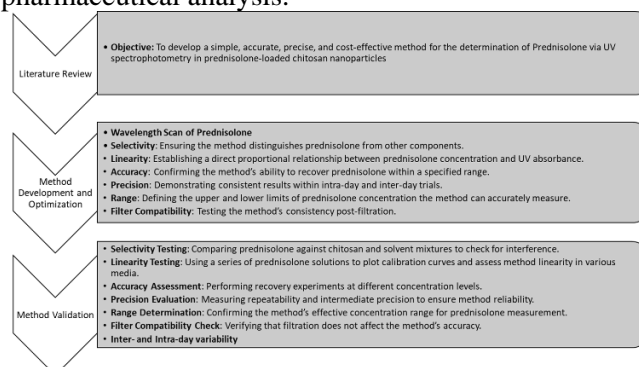 pharmaceutical analysis.
Literature Review
• Objective: To develop a simple, accurate, precise, and cost-effective method for the determination of Prednisolone via UV
spectrophotometry in prednisolone-loaded chitosan nanoparticles
Method
Development and
Optimization
• Wavelength Scan of Prednisolone
• Selectivity: Ensuring the method distinguishes prednisolone from other components.
• Linearity: Establishing a direct proportional relationship between prednisolone concentration and UV absorbance.
• Accuracy: Confirming the method's ability to recover prednisolone within a specified range.
• Precision: Demonstrating consistent results within intra-day and inter-day trials.
• Range: Defining the upper and lower limits of prednisolone concentration the method can accurately measure.
• Filter Compatibility: Testing the method's consistency post-filtration.
Method Validation
• Selectivity Testing: Comparing prednisolone against chitosan and solvent mixtures to check for interference.
• Linearity Testing: Using a series of prednisolone solutions to plot calibration curves and assess method linearity in various
media.
• Accuracy Assessment: Performing recovery experiments at different concentration levels.
• Precision Evaluation: Measuring repeatability and intermediate precision to ensure method reliability.
• Range Determination: Confirming the method's effective concentration range for prednisolone measurement.
• Filter Compatibility Check: Verifying that filtration does not affect the method's accuracy.
• Inter- and Intra-day variability